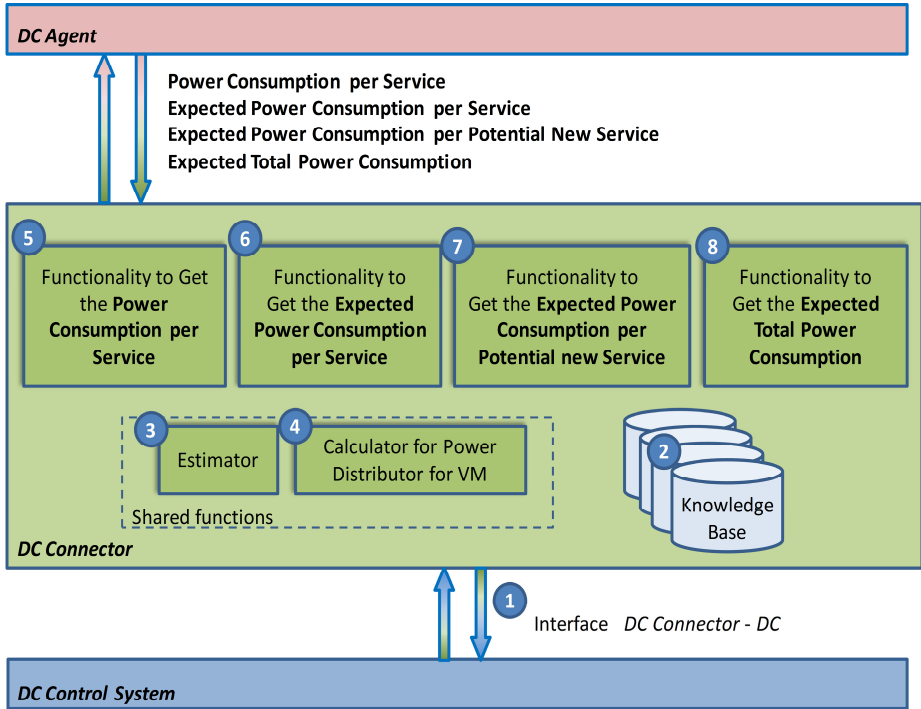 DC Agent
Power Consumption per Service
Expected Power Consumption per Service
Expected Power Consumption per Potential New Service
Expected Total Power Consumption
5
Functionality to Get
the Power
Consumption per
Service
6
Functionality to
Get the Expected
Power Consumption
per Service
7
Functionality to
Get the Expected Power
Consumption per
Potential new Service
8
Functionality to
Get the Expected
Total Power
Consumption
3
Estimator
4
Calculator for Power
Distributor for VM
Shared functions
2
Knowledge
Base
DC Connector
1
Interface DC Connector - DC
DC Control System